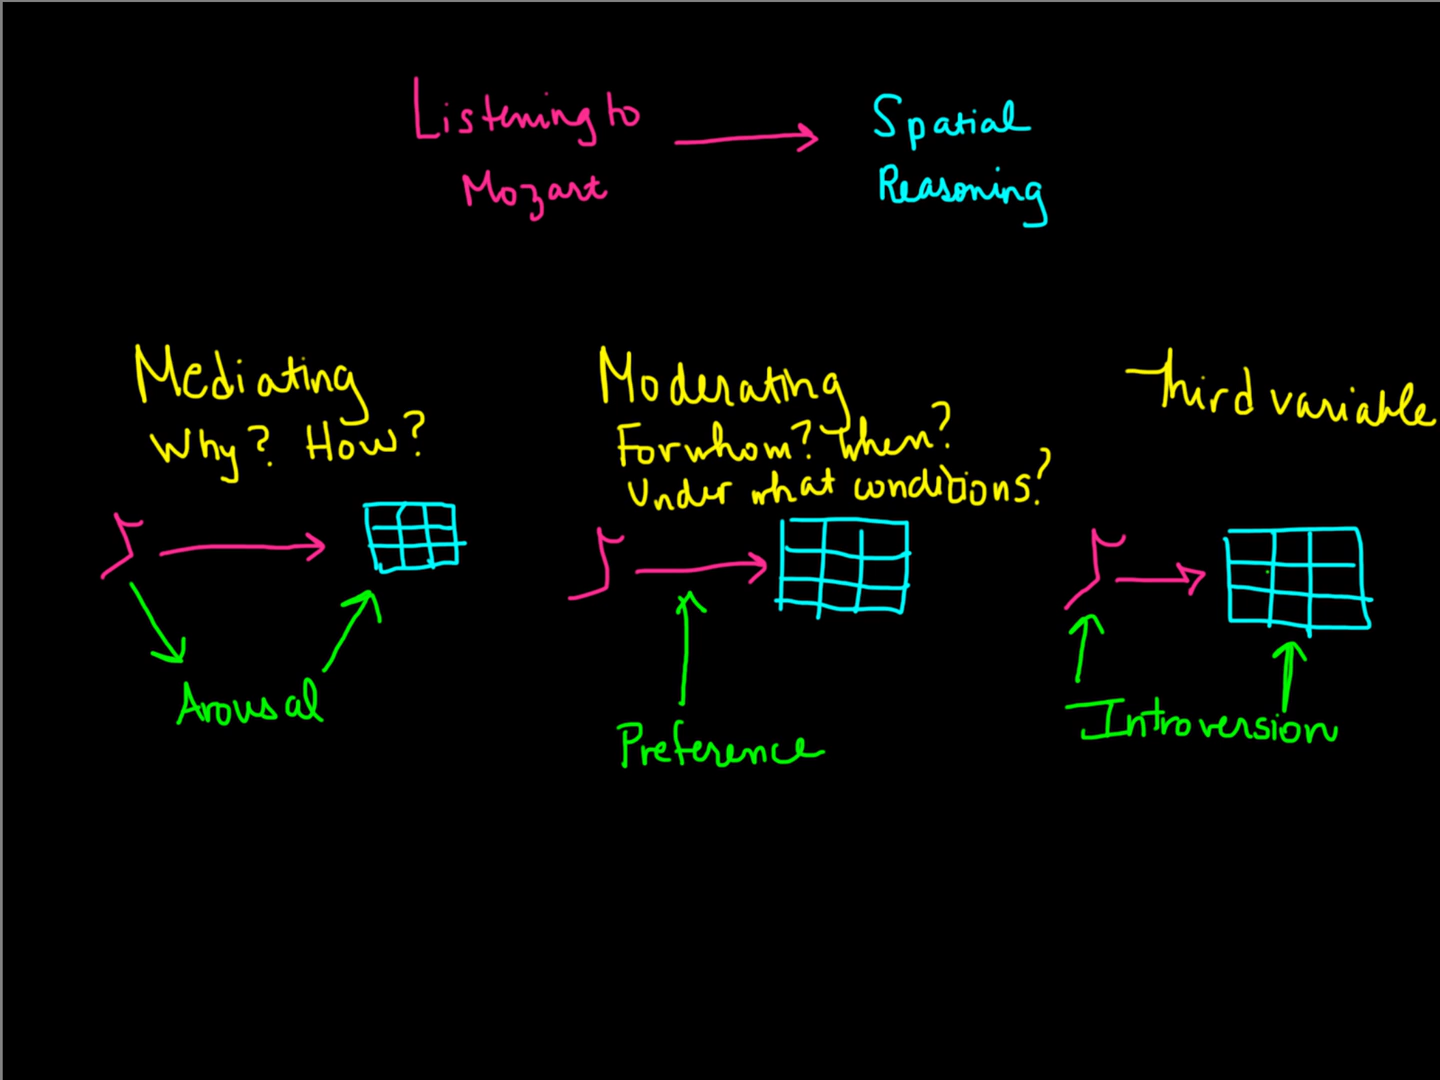 Listening to
Mozart
Spatial
Reasoning
Mediating
Why? How?
Arousal
Moderating
For whom? When?
Under what conditions?
Preference
Third variable
Introversion